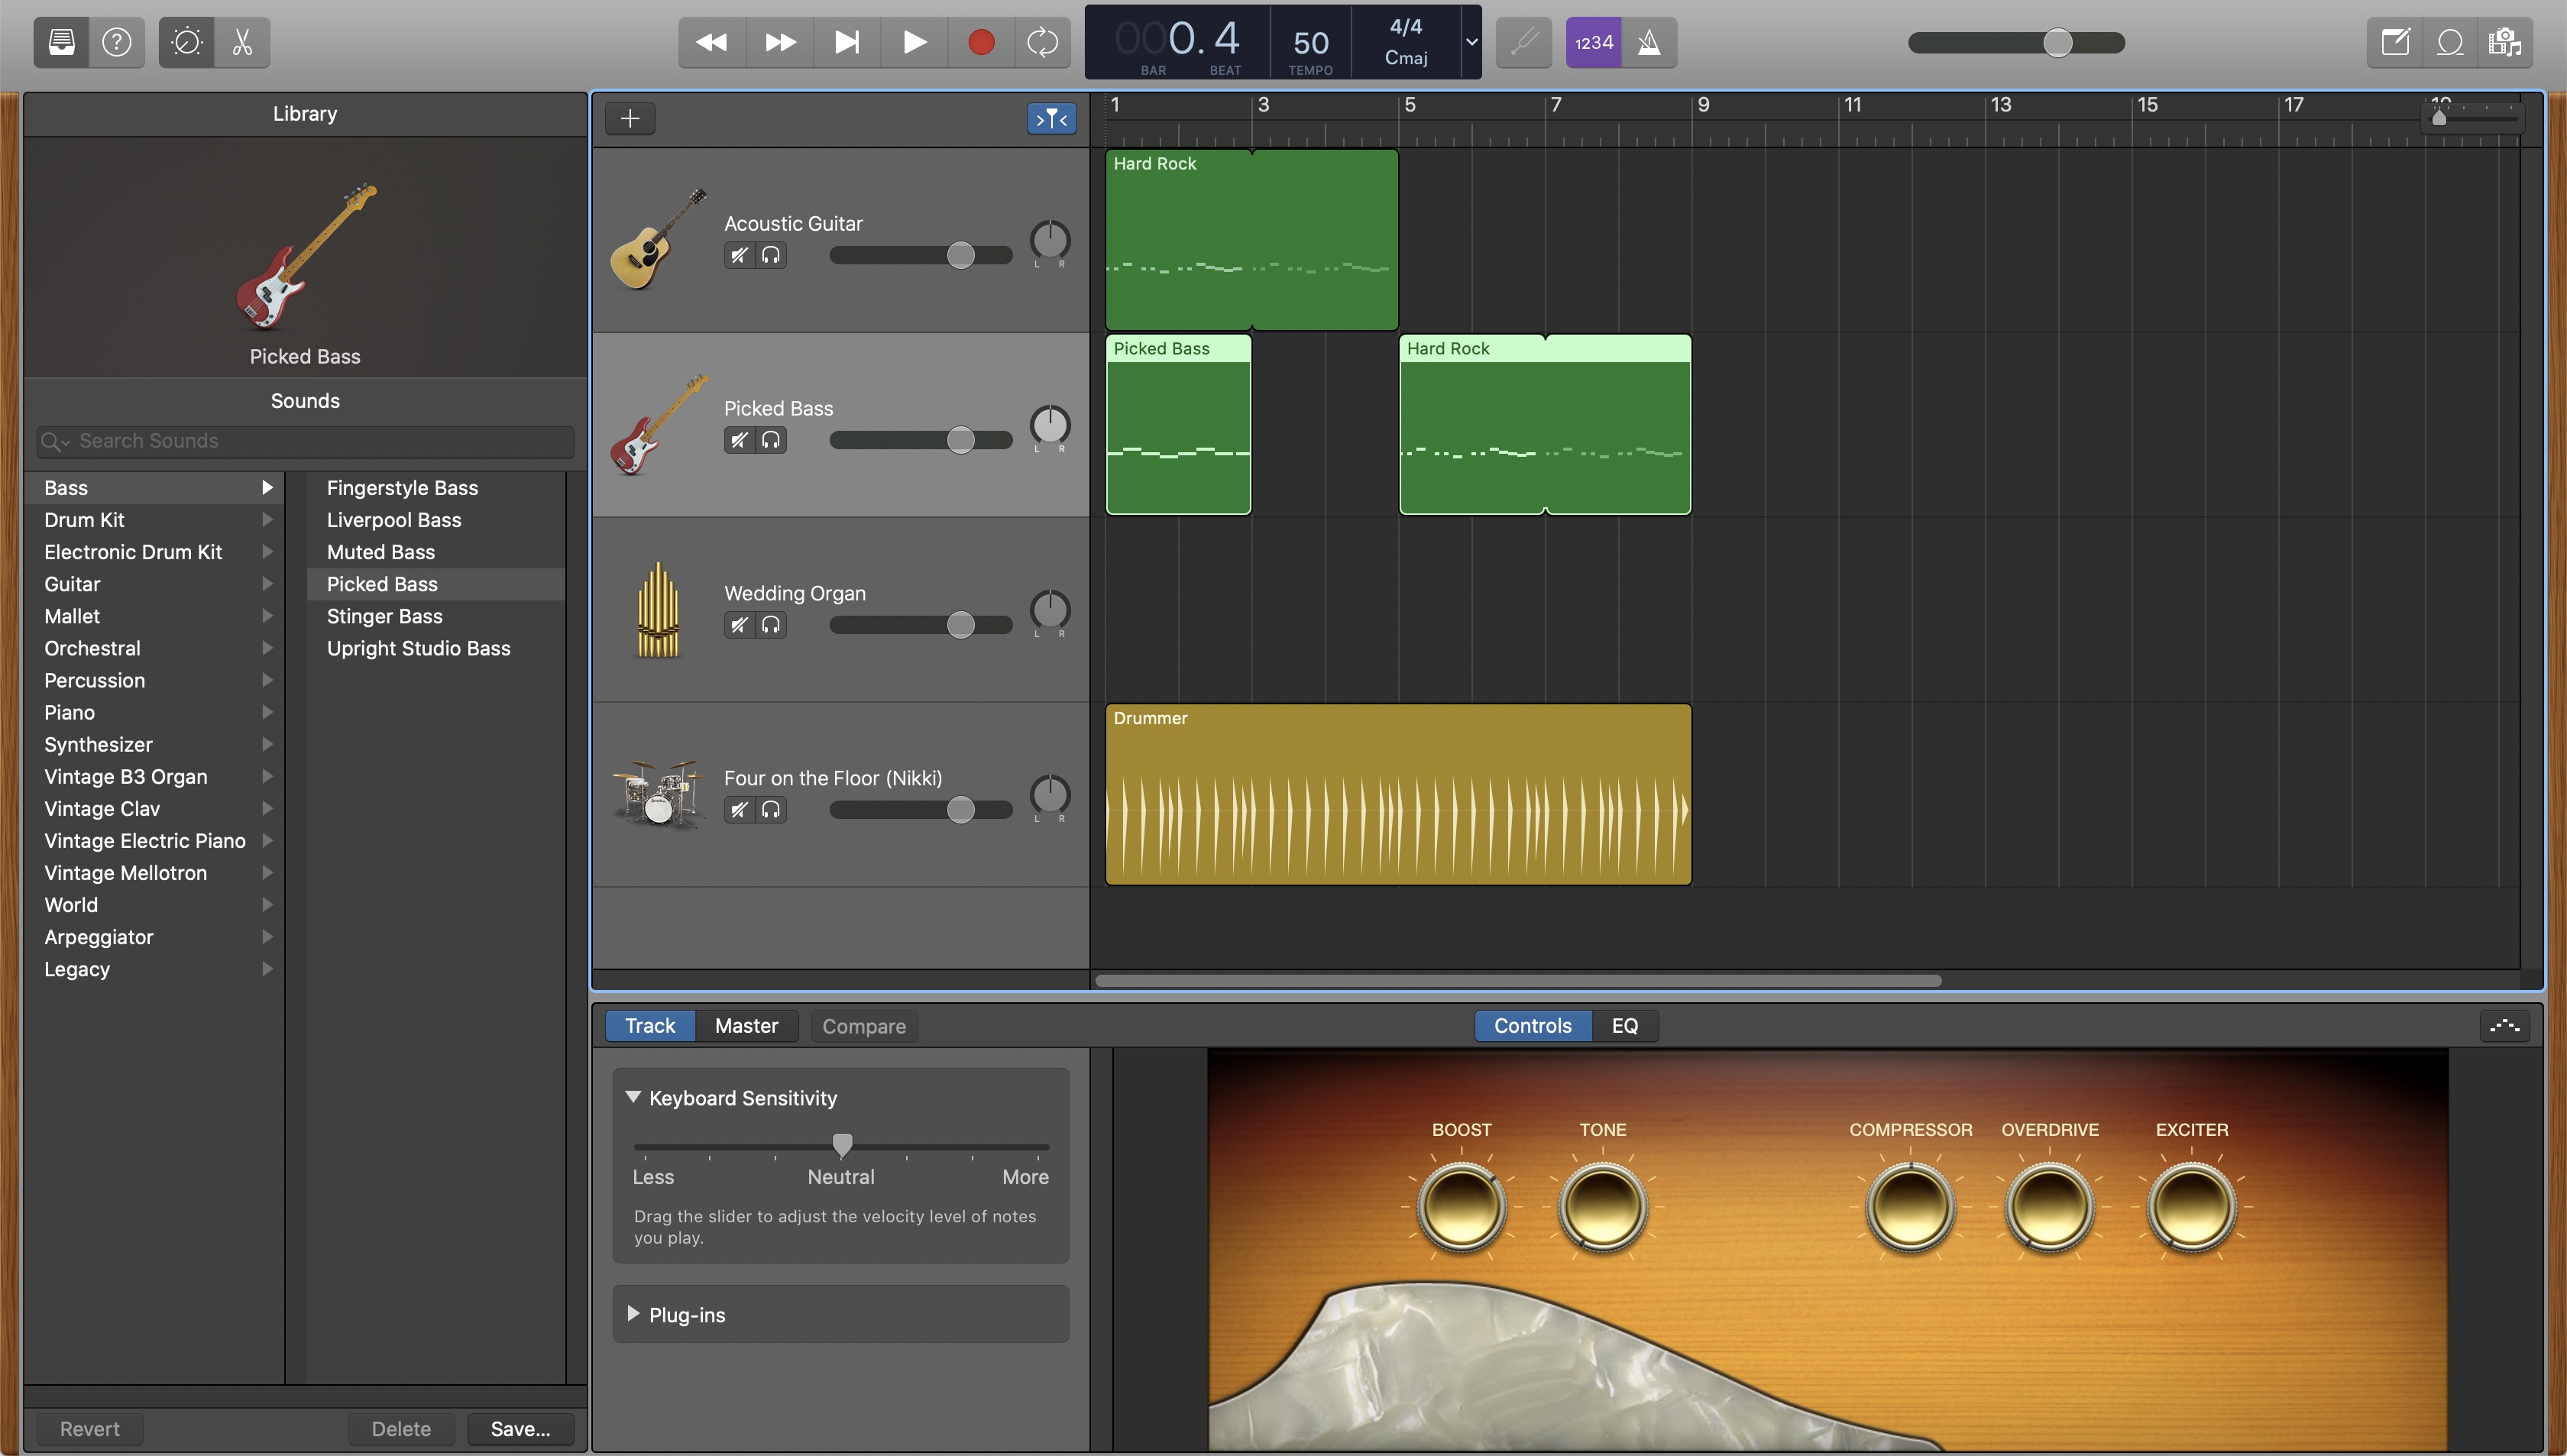 000.4
BAR BEAT
50
TEMPO
4/4
Cmaj
1234
Library
Picked Bass
Sounds
Search Sounds
Bass
Drum Kit
Electronic Drum Kit
Guitar
Mallet
Orchestral
Percussion
Piano
Synthesizer
Vintage B3 Organ
Vintage Clav
Vintage Electric Piano
Vintage Mellotron
World
Arpeggiator
Legacy
Fingerstyle Bass
Liverpool Bass
Muted Bass
Picked Bass
Stinger Bass
Upright Studio Bass
Revert Delete Save...
1 3 5 7 9 11 13 15 17
Acoustic Guitar
L R
Hard Rock
Picked Bass
L R
Picked Bass Hard Rock
Wedding Organ
L R
Four on the Floor (Nikki)
L R
Drummer
Track Master Compare Controls EQ
Keyboard Sensitivity
Less Neutral More
Drag the slider to adjust the velocity level of notes
you play.
Plug-ins
BOOST TONE COMPRESSOR OVERDRIVE EXCITER